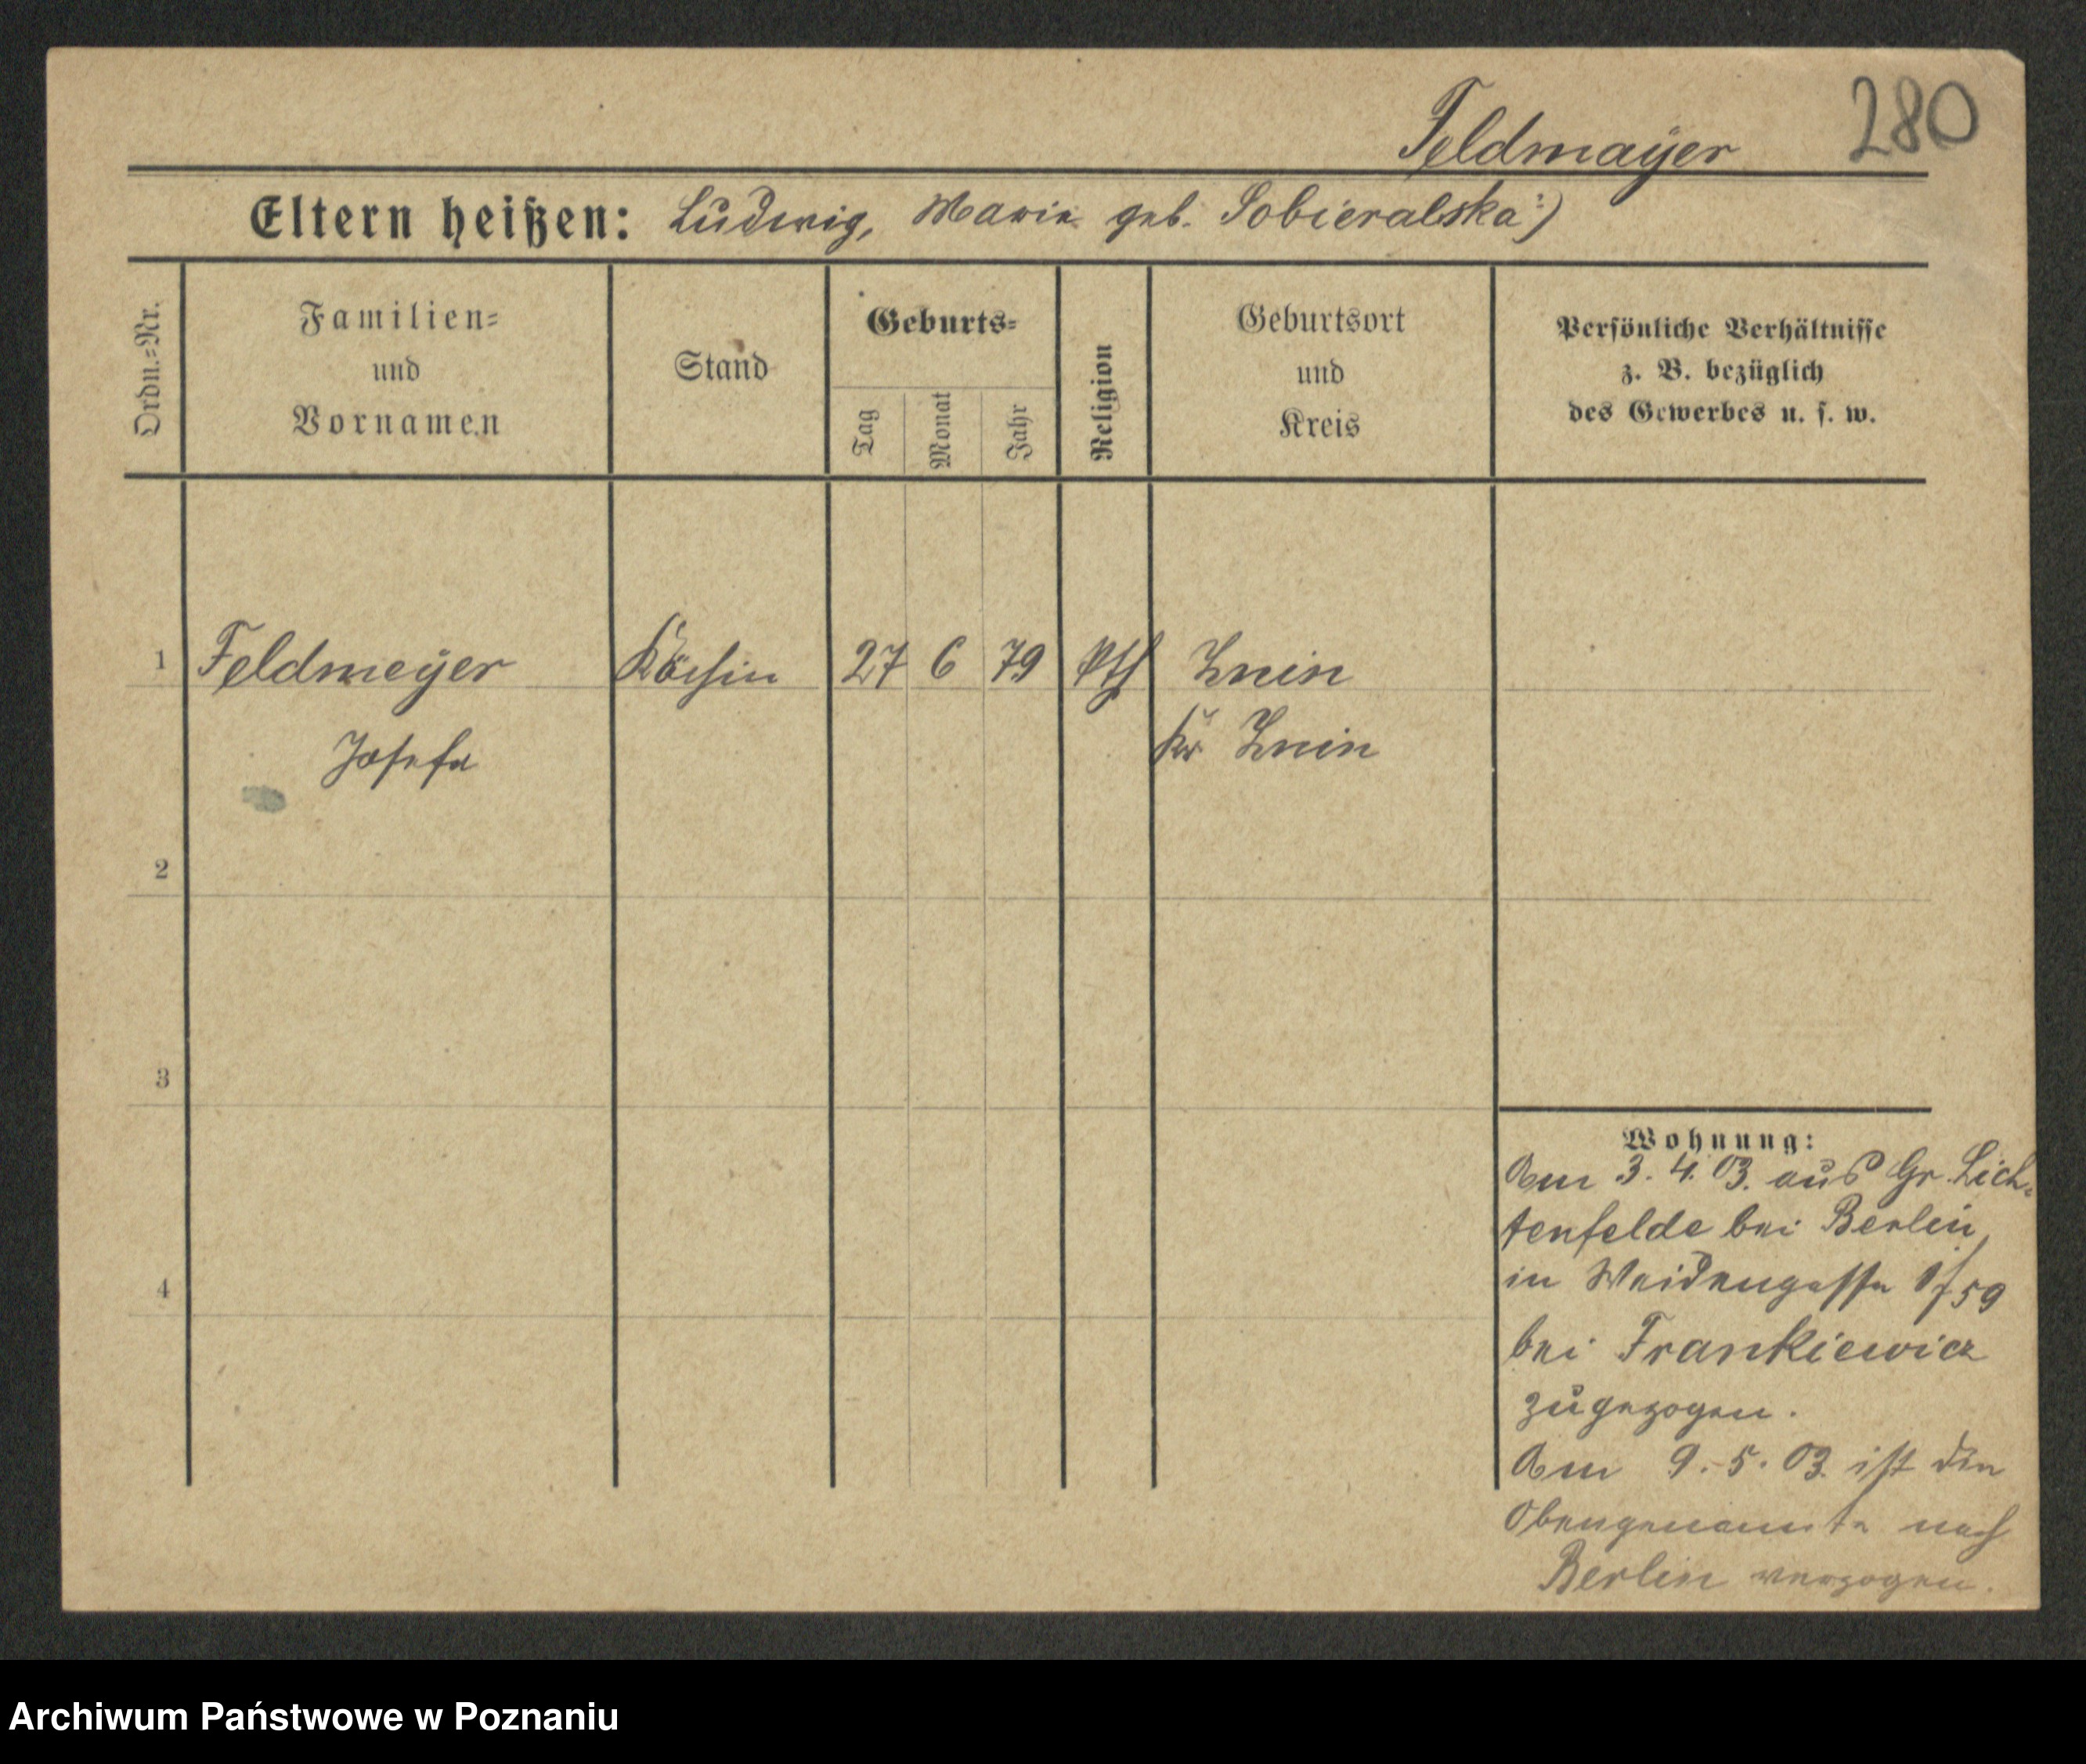 280
Feldmayer
Eltern heißen: Ludwig, Marie geb. Sobieralska :)
Ordn.=Nr.
Familien=
und
Vornamen
Stand
Geburts=
Tag
Monat
Jahr
Religion
Geburtsort
und
Kreis
Persönliche Verhältnisse
z. B. bezüglich
des Gewerbes u. s. w.
1 Feldmeyer Köchin 27 6 79 kth Znin
Josefa Kr Znin
2
3
4
Wohnung:
Am 3. 4. 03. aus Gr. Lich=
tenfelde bei Berlin,
in Weidengasse 1/59
bei Frankiewicz
zugezogen.
Am 9. 5. 03. ist die
Obengenannte nach
Berlin verzogen.
Archiwum Państwowe w Poznaniu